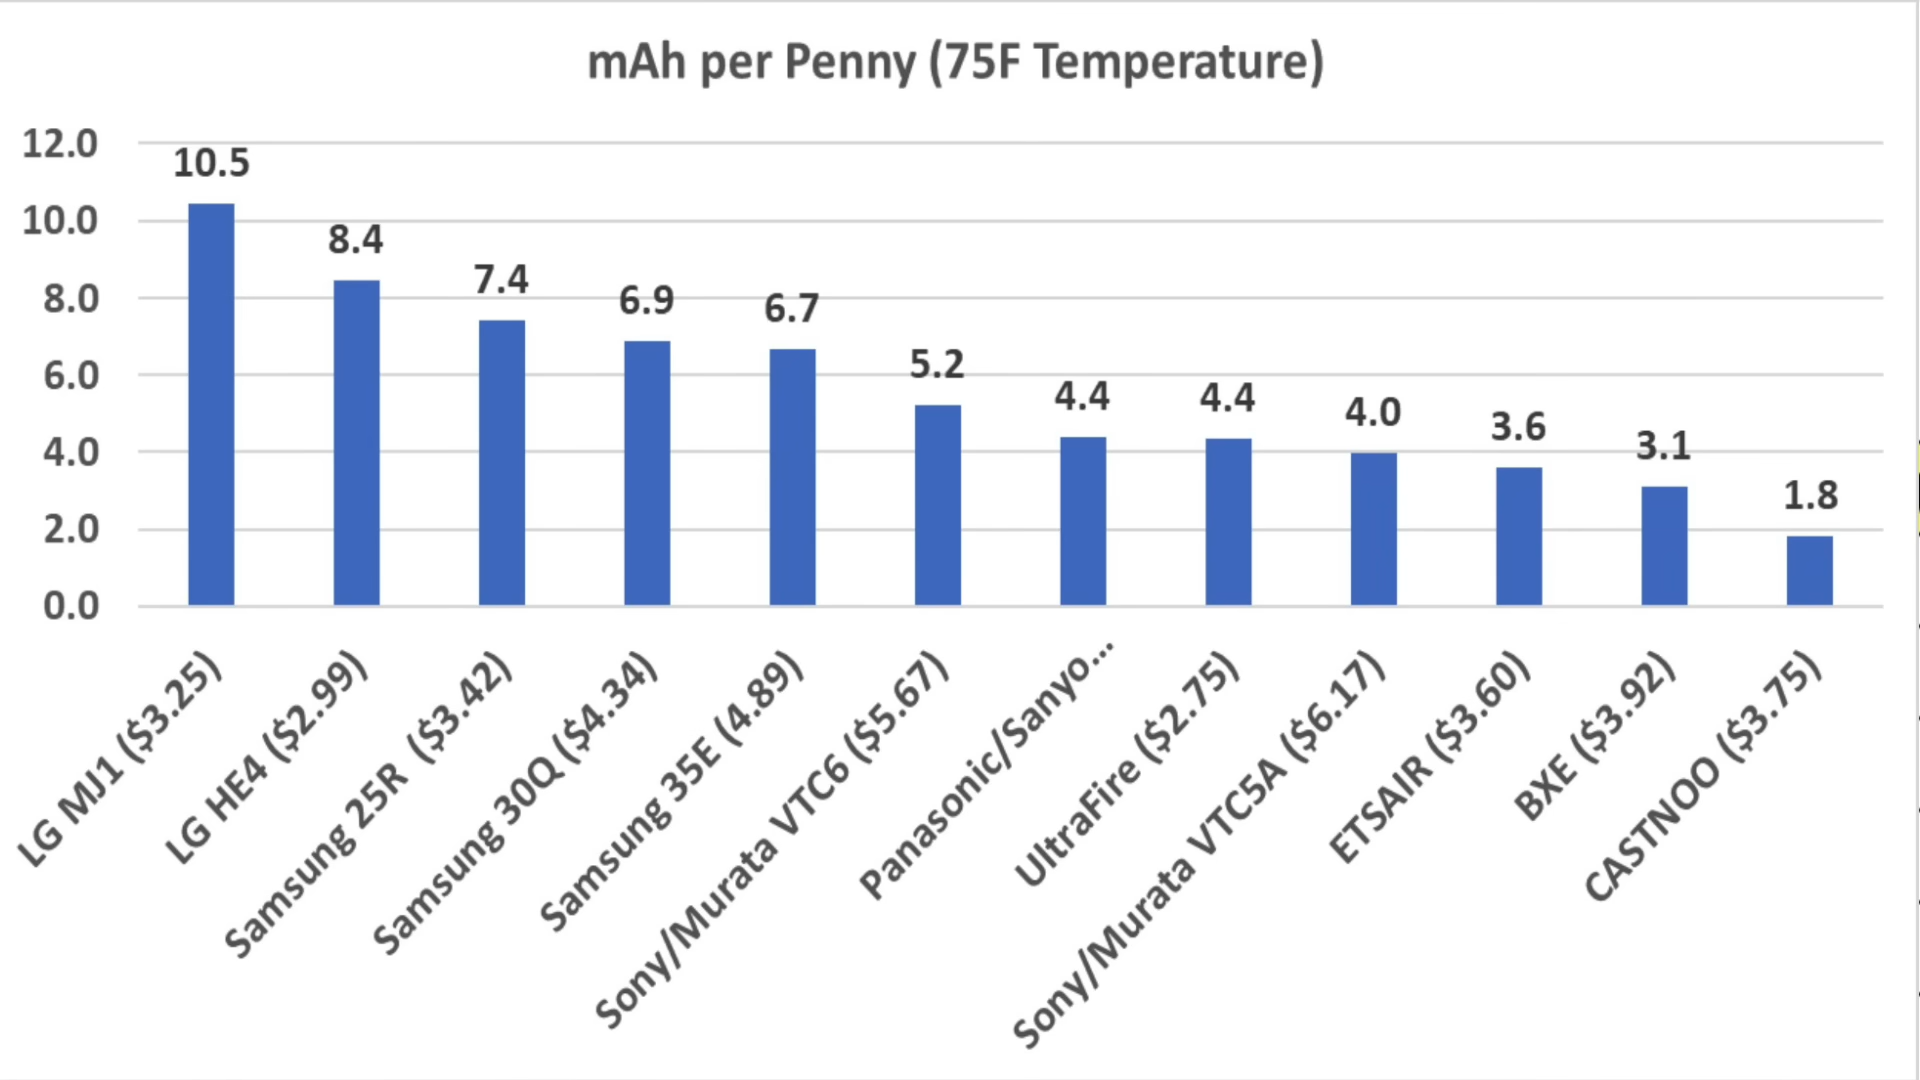 mAh per Penny (75F Temperature)
12.0
10.0
8.0
6.0
4.0
2.0
0.0
10.5
8.4
7.4
6.9
6.7
5.2
4.4
4.4
4.0
3.6
3.1
1.8
LG MJ1 ($3.25)
LG HE4 ($2.99)
Samsung 25R ($3.42)
Samsung 30Q ($4.34)
Samsung 35E (4.89)
Sony/Murata VTC6 ($5.67)
Panasonic/Sanyo...
UltraFire ($2.75)
Sony/Murata VTC5A ($6.17)
ETSAIR ($3.60)
BXE ($3.92)
CASTNOO ($3.75)